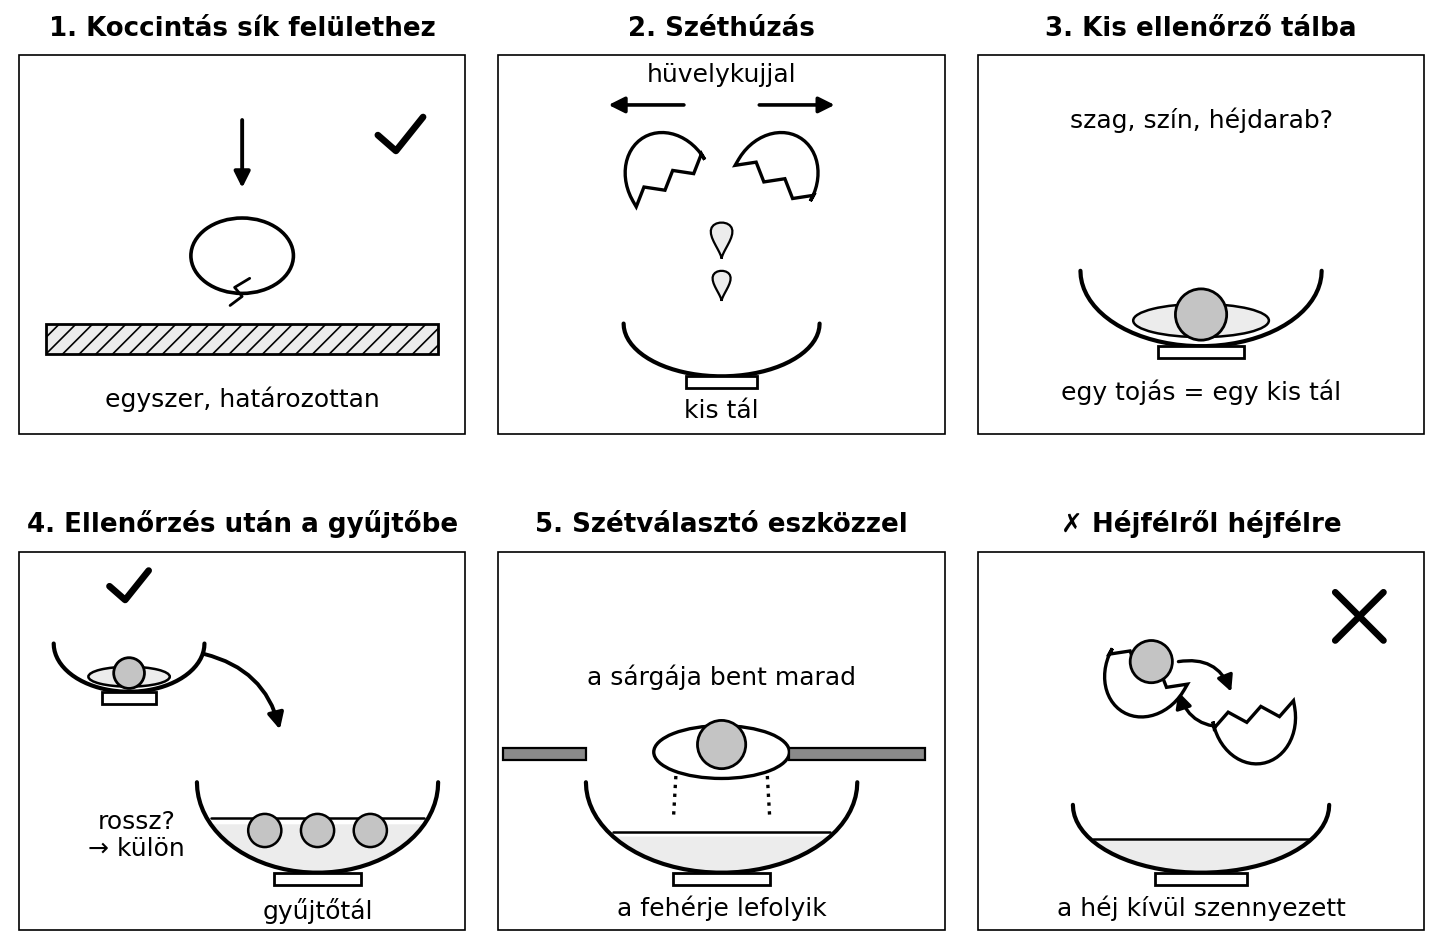 1. Koccintás sík felülethez
egyszer, határozottan
2. Széthúzás
hüvelykujjal
kis tál
3. Kis ellenőrző tálba
szag, szín, héjdarab?
egy tojás = egy kis tál
4. Ellenőrzés után a gyűjtőbe
rossz?
→ külön
gyűjtőtál
5. Szétválasztó eszközzel
a sárgája bent marad
a fehérje lefolyik
✗ Héjfélről héjfélre
a héj kívül szennyezett